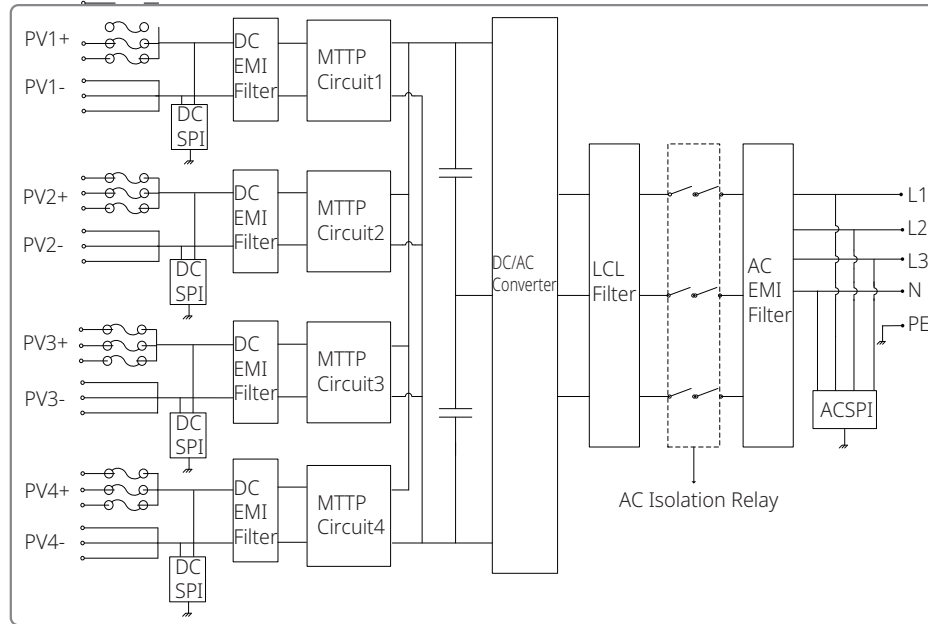 PV1+
PV1-
DC
EMI
Filter
MTTP
Circuit1
DC
SPI
PV2+
PV2-
DC
EMI
Filter
MTTP
Circuit2
DC
SPI
PV3+
PV3-
DC
EMI
Filter
MTTP
Circuit3
DC
SPI
PV4+
PV4-
DC
EMI
Filter
MTTP
Circuit4
DC
SPI
DC/AC
Converter
LCL
Filter
AC Isolation Relay
AC
EMI
Filter
L1
L2
L3
N
PE
ACSPI